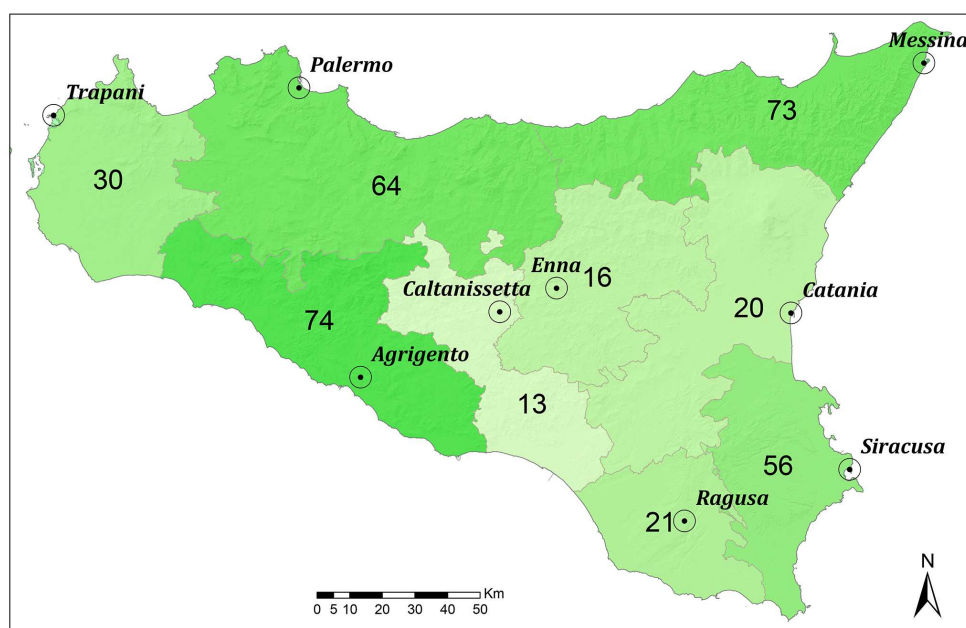 Messina
Palermo
Trapani
73
30
64
Enna
16
Caltanissetta
Catania
20
74
Agrigento
13
Siracusa
56
Ragusa
21
N
Km
0 5 10 20 30 40 50